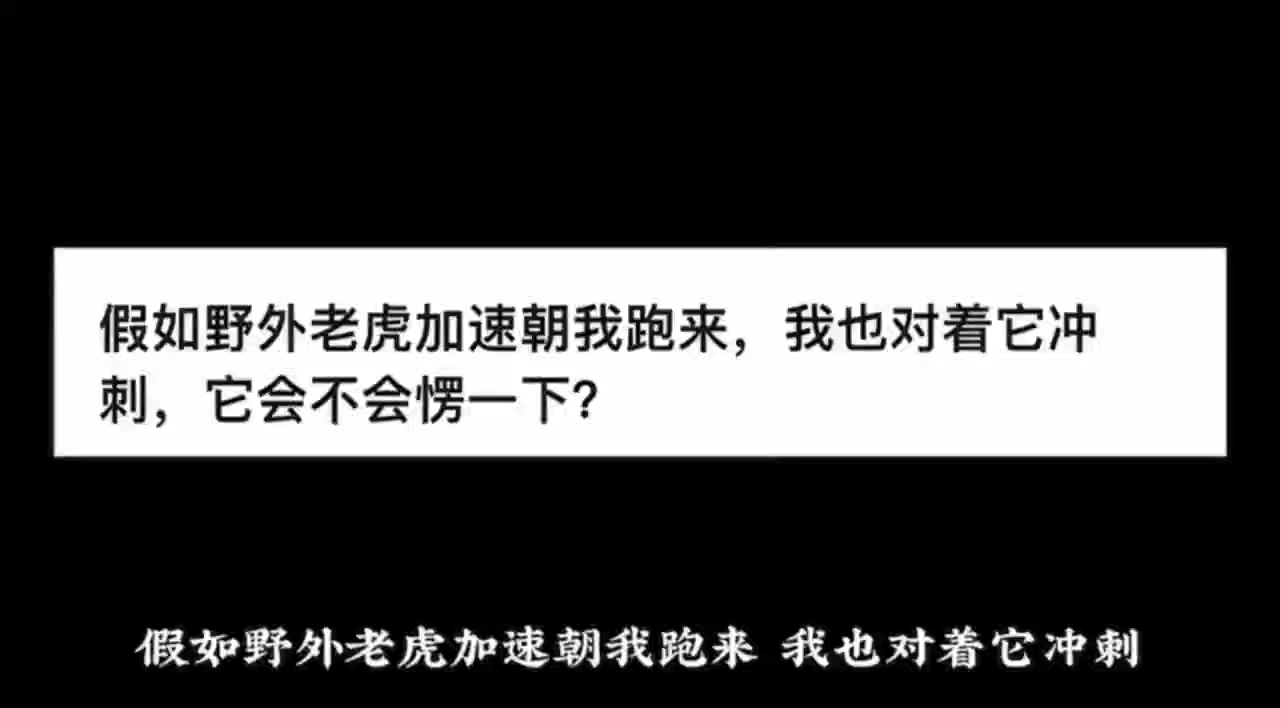 假如野外老虎加速朝我跑来，我也对着它冲
刺，它会不会愣一下？
假如野外老虎加速朝我跑来 我也对着它冲刺